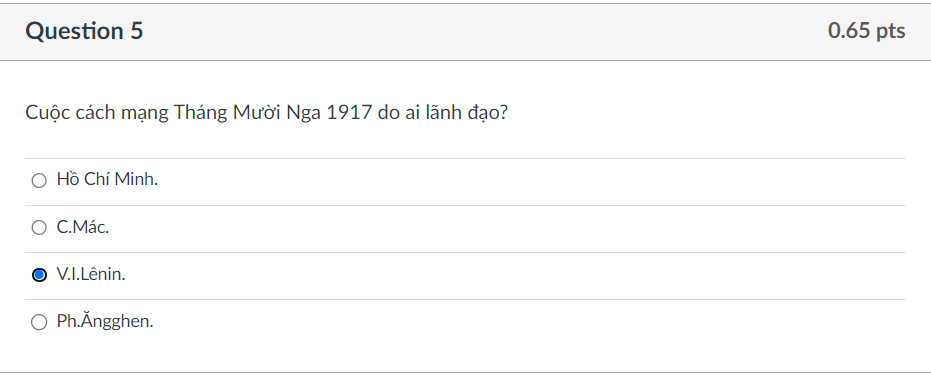 Question 5
0.65 pts
Cuộc cách mạng Tháng Mười Nga 1917 do ai lãnh đạo?
Hồ Chí Minh.
C.Mác.
V.I.Lênin.
Ph.Ăngghen.